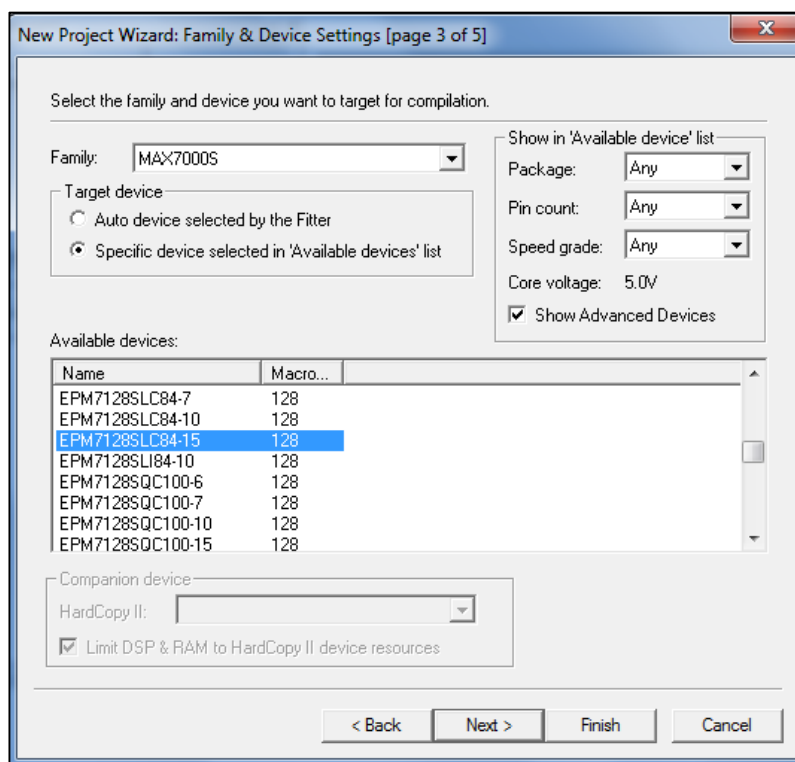 New Project Wizard: Family & Device Settings [page 3 of 5]
Select the family and device you want to target for compilation.
Family: MAX7000S
Target device
Auto device selected by the Fitter
Specific device selected in 'Available devices' list
Show in 'Available device' list
Package: Any
Pin count: Any
Speed grade: Any
Core voltage: 5.0V
Show Advanced Devices
Available devices:
Name Macro...
EPM7128SLC84-7 128
EPM7128SLC84-10 128
EPM7128SLC84-15 128
EPM7128SLI84-10 128
EPM7128SQC100-6 128
EPM7128SQC100-7 128
EPM7128SQC100-10 128
EPM7128SQC100-15 128
Companion device
HardCopy II:
Limit DSP & RAM to HardCopy II device resources
< Back Next > Finish Cancel